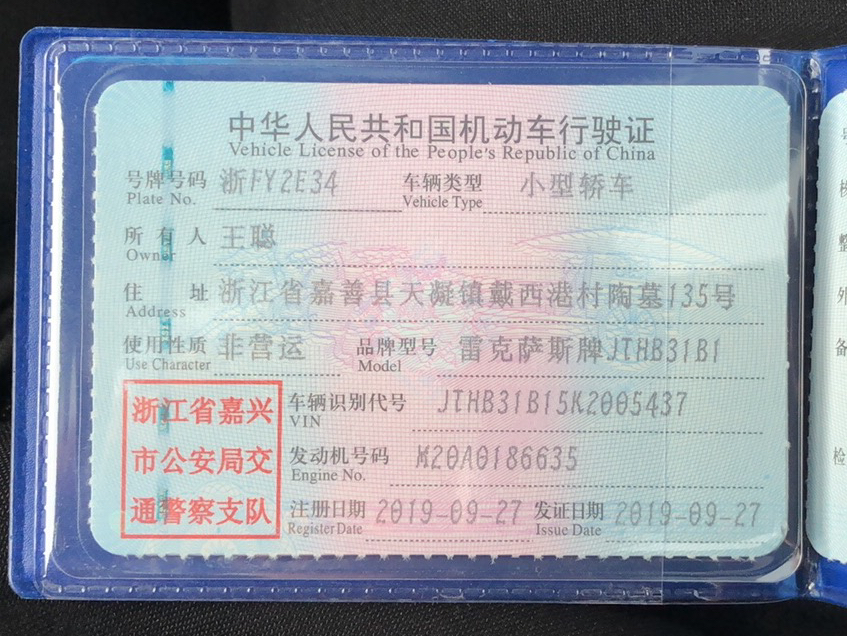 中华人民共和国机动车行驶证
Vehicle License of the People's Republic of China
号牌号码 浙FY2E34 车辆类型 小型轿车
Plate No. Vehicle Type
所有人 王聪
Owner
住址 浙江省嘉善县天凝镇戴西港村陶墓135号
Address
使用性质 非营运 品牌型号 雷克萨斯牌JTHB31B1
Use Character Model
浙江省嘉兴
市公安局交
通警察支队
车辆识别代号 JTHB31B15K2005437
VIN
发动机号码 M20A0186635
Engine No.
注册日期 2019-09-27 发证日期 2019-09-27
Register Date Issue Date